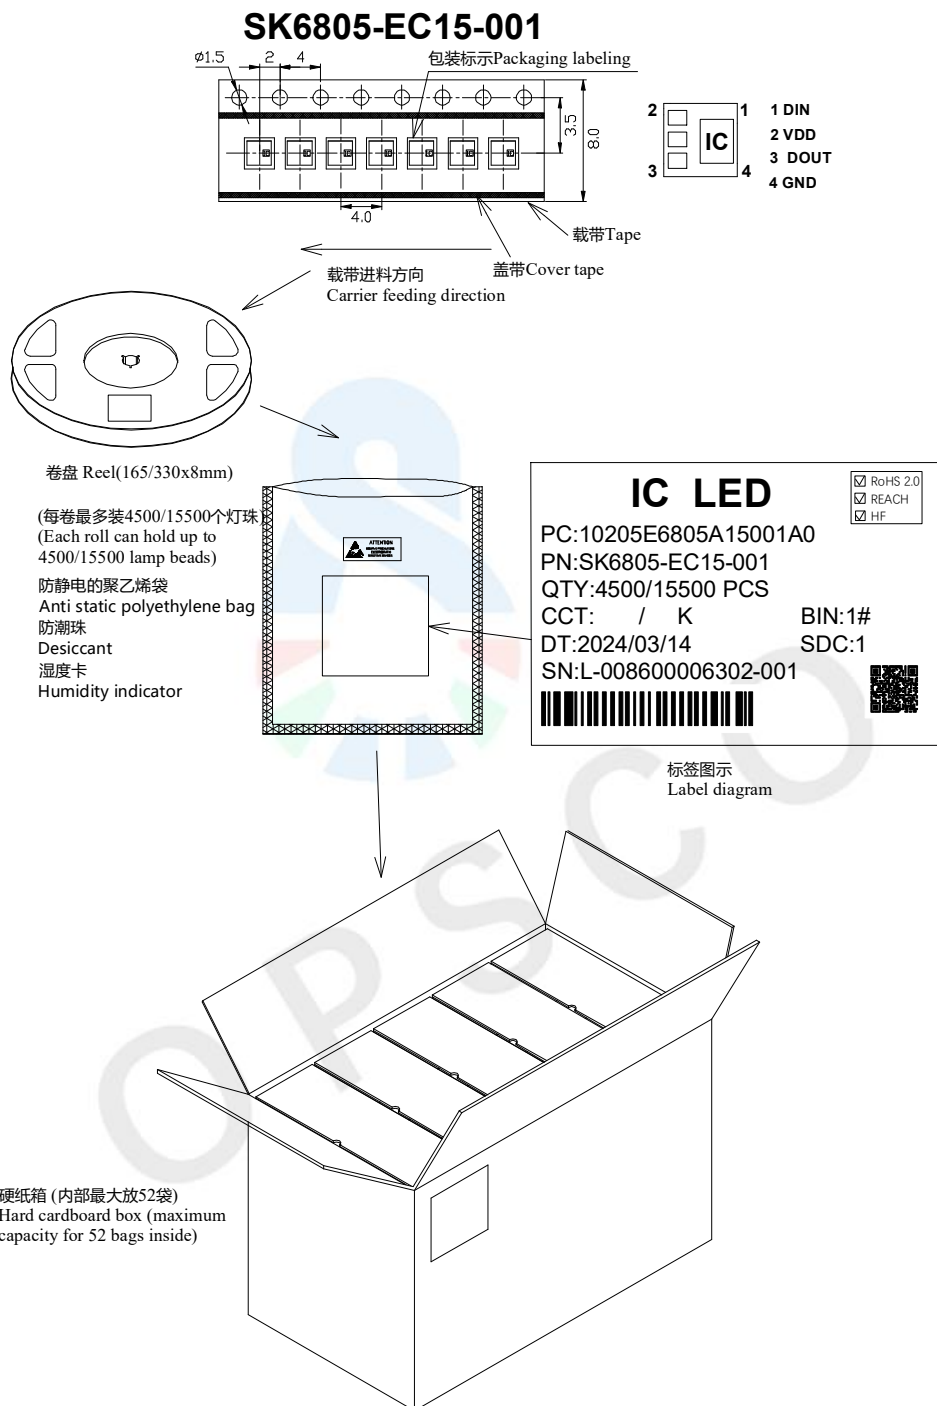 SK6805-EC15-001
ø1.5
2
4
包装标示Packaging labeling
3.5
8.0
4.0
2
1
IC
3
4
1 DIN
2 VDD
3 DOUT
4 GND
载带Tape
盖带Cover tape
载带进料方向
Carrier feeding direction
卷盘 Reel(165/330x8mm)
(每卷最多装4500/15500个灯珠)
(Each roll can hold up to
4500/15500 lamp beads)
防静电的聚乙烯袋
Anti static polyethylene bag
防潮珠
Desiccant
湿度卡
Humidity indicator
ATTENTION
IC LED
☑ RoHS 2.0
☑ REACH
☑ HF
PC:10205E6805A15001A0
PN:SK6805-EC15-001
QTY:4500/15500 PCS
CCT: / K BIN:1#
DT:2024/03/14 SDC:1
SN:L-008600006302-001
标签图示
Label diagram
OPSCO
硬纸箱 (内部最大放52袋)
Hard cardboard box (maximum
capacity for 52 bags inside)